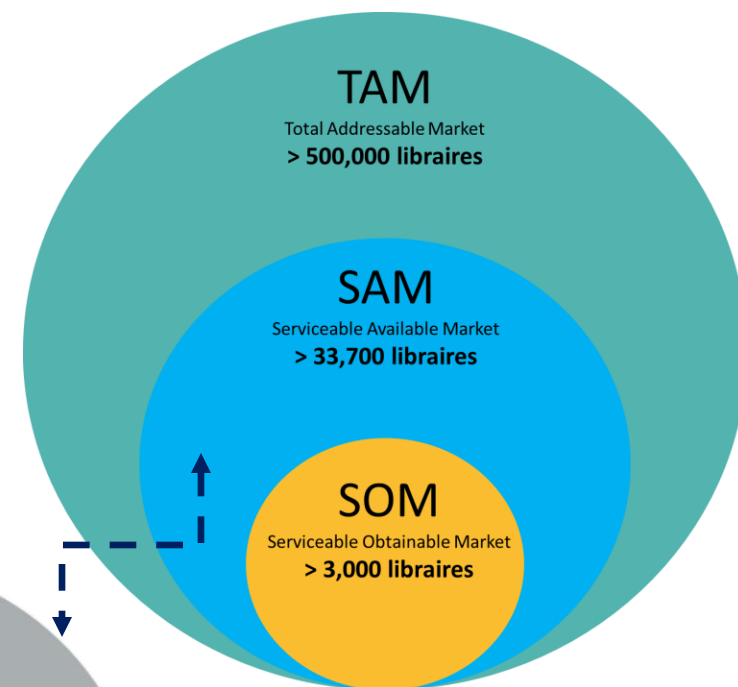 TAM
Total Addressable Market
> 500,000 libraires
SAM
Serviceable Available Market
> 33,700 libraires
SOM
Serviceable Obtainable Market
> 3,000 libraires